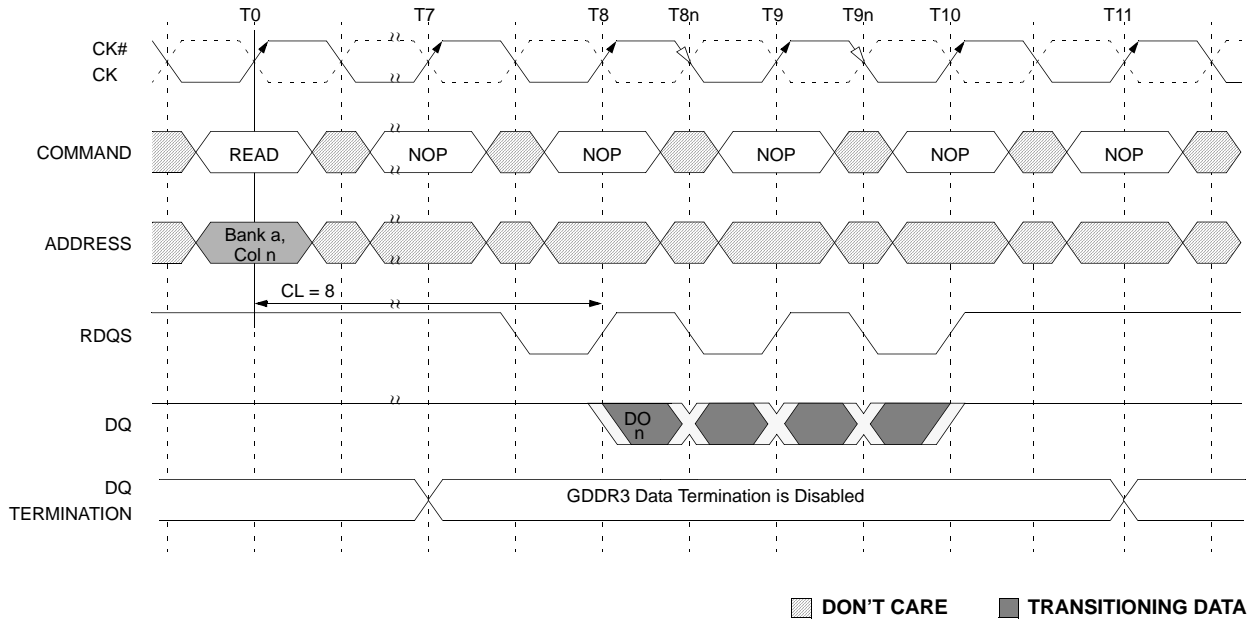 T0 T7 T8 T8n T9 T9n T10 T11
CK#
CK
COMMAND READ NOP NOP NOP NOP NOP
ADDRESS Bank a,
Col n
CL = 8
RDQS
DQ DO
n
DQ
TERMINATION GDDR3 Data Termination is Disabled
DON'T CARE TRANSITIONING DATA